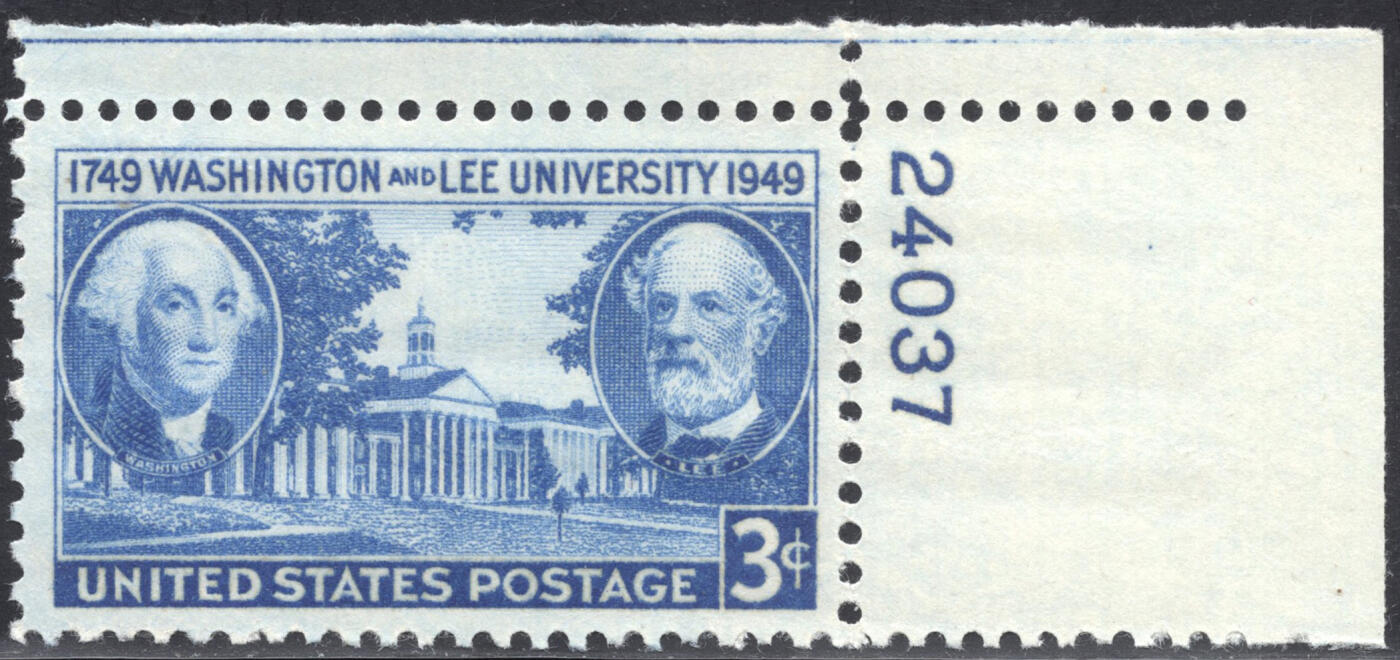 1749 WASHINGTON AND LEE UNIVERSITY 1949
WASHINGTON
LEE
3¢
UNITED STATES POSTAGE
24037